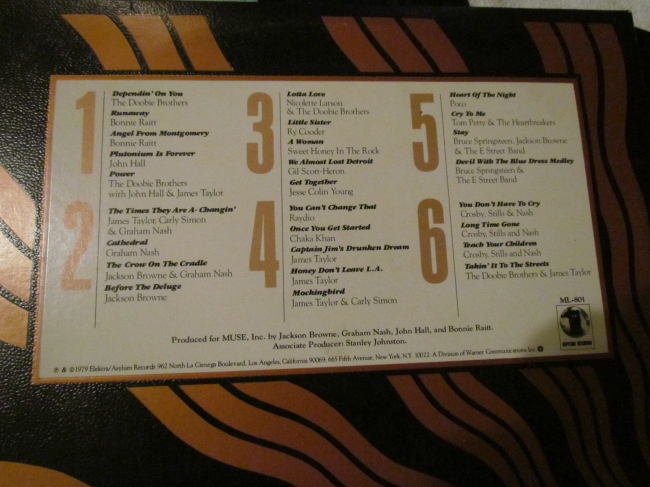 1
Dependin' On You
The Doobie Brothers
Runaway
Bonnie Raitt
Angel From Montgomery
Bonnie Raitt
Plutonium Is Forever
John Hall
Power
The Doobie Brothers
with John Hall & James Taylor
2
The Times They Are A- Changin'
James Taylor, Carly Simon
& Graham Nash
Cathedral
Graham Nash
The Crow On The Cradle
Jackson Browne & Graham Nash
Before The Deluge
Jackson Browne
3
Lotta Love
Nicolette Larson
& The Doobie Brothers
Little Sister
Ry Cooder
A Woman
Sweet Honey In The Rock
We Almost Lost Detroit
Gil Scott-Heron
Get Together
Jesse Colin Young
4
You Can't Change That
Raydio
Once You Get Started
Chaka Khan
Captain Jim's Drunken Dream
James Taylor
Honey Don't Leave L.A.
James Taylor
Mockingbird
James Taylor & Carly Simon
5
Heart Of The Night
Poco
Cry To Me
Tom Petty & The Heartbreakers
Stay
Bruce Springsteen, Jackson Browne
& The E Street Band
Devil With The Blue Dress Medley
Bruce Springsteen &
The E Street Band
6
You Don't Have To Cry
Crosby, Stills & Nash
Long Time Gone
Crosby, Stills and Nash
Teach Your Children
Crosby, Stills and Nash
Takin' It To The Streets
The Doobie Brothers & James Taylor
ML-801
ASYLUM RECORDS
Produced for MUSE, Inc. by Jackson Browne, Graham Nash, John Hall, and Bonnie Raitt.
Associate Producer: Stanley Johnston.
℗ & © 1979 Elektra/Asylum Records 962 North La Cienega Boulevard, Los Angeles, California 90069. 665 Fifth Avenue, New York, N.Y. 10022. A Division of Warner Communications Inc.